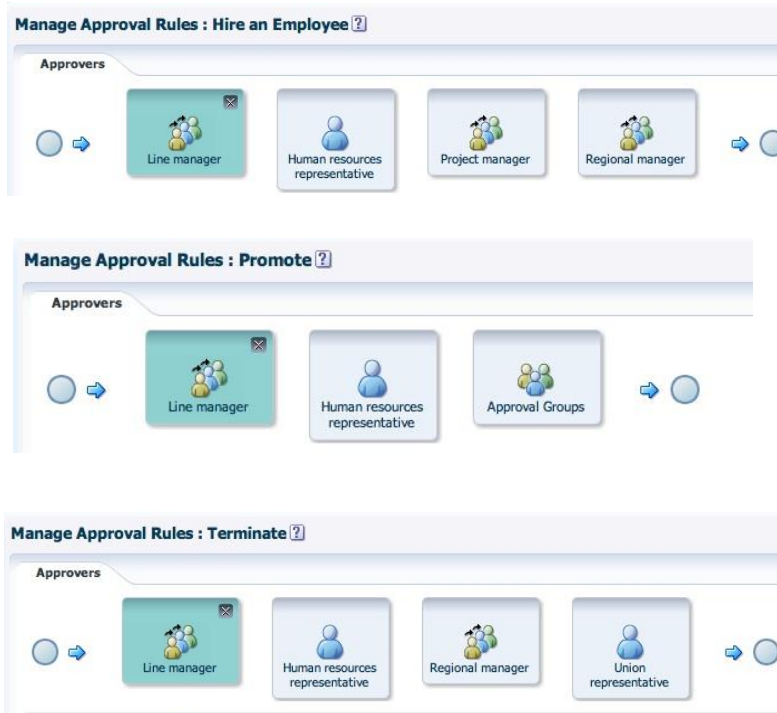 Manage Approval Rules : Hire an Employee ?
Approvers
Line manager
Human resources
representative
Project manager
Regional manager
Manage Approval Rules : Promote ?
Approvers
Line manager
Human resources
representative
Approval Groups
Manage Approval Rules : Terminate ?
Approvers
Line manager
Human resources
representative
Regional manager
Union
representative